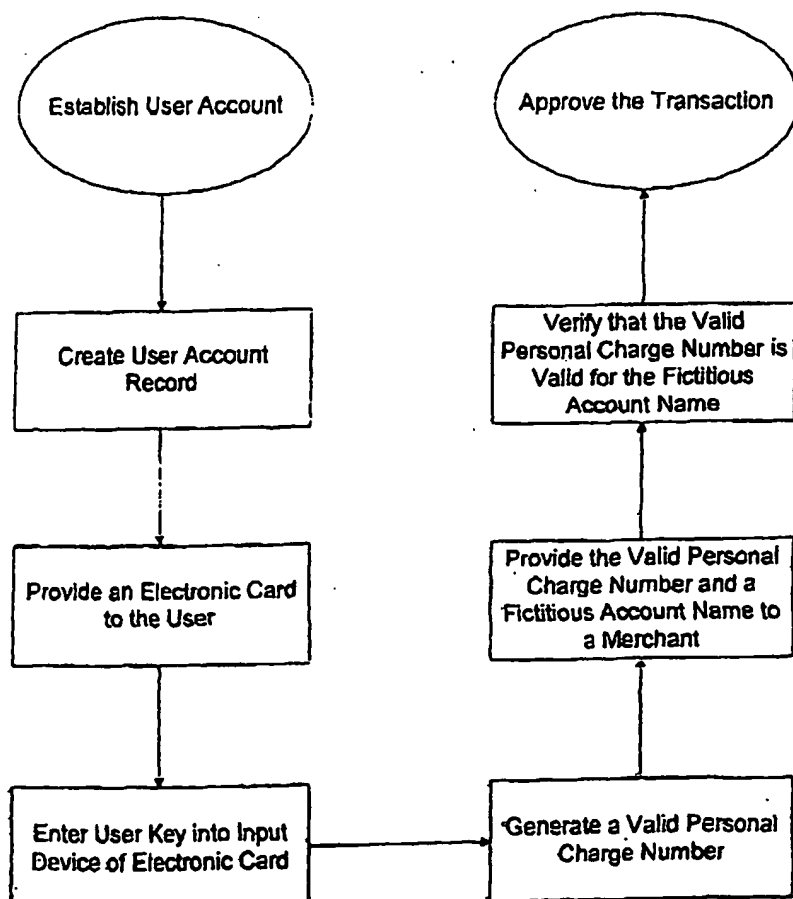 Establish User Account
Create User Account
Record
Provide an Electronic Card
to the User
Enter User Key into Input
Device of Electronic Card
Generate a Valid Personal
Charge Number
Provide the Valid Personal
Charge Number and a
Fictitious Account Name to
a Merchant
Verify that the Valid
Personal Charge Number is
Valid for the Fictitious
Account Name
Approve the Transaction